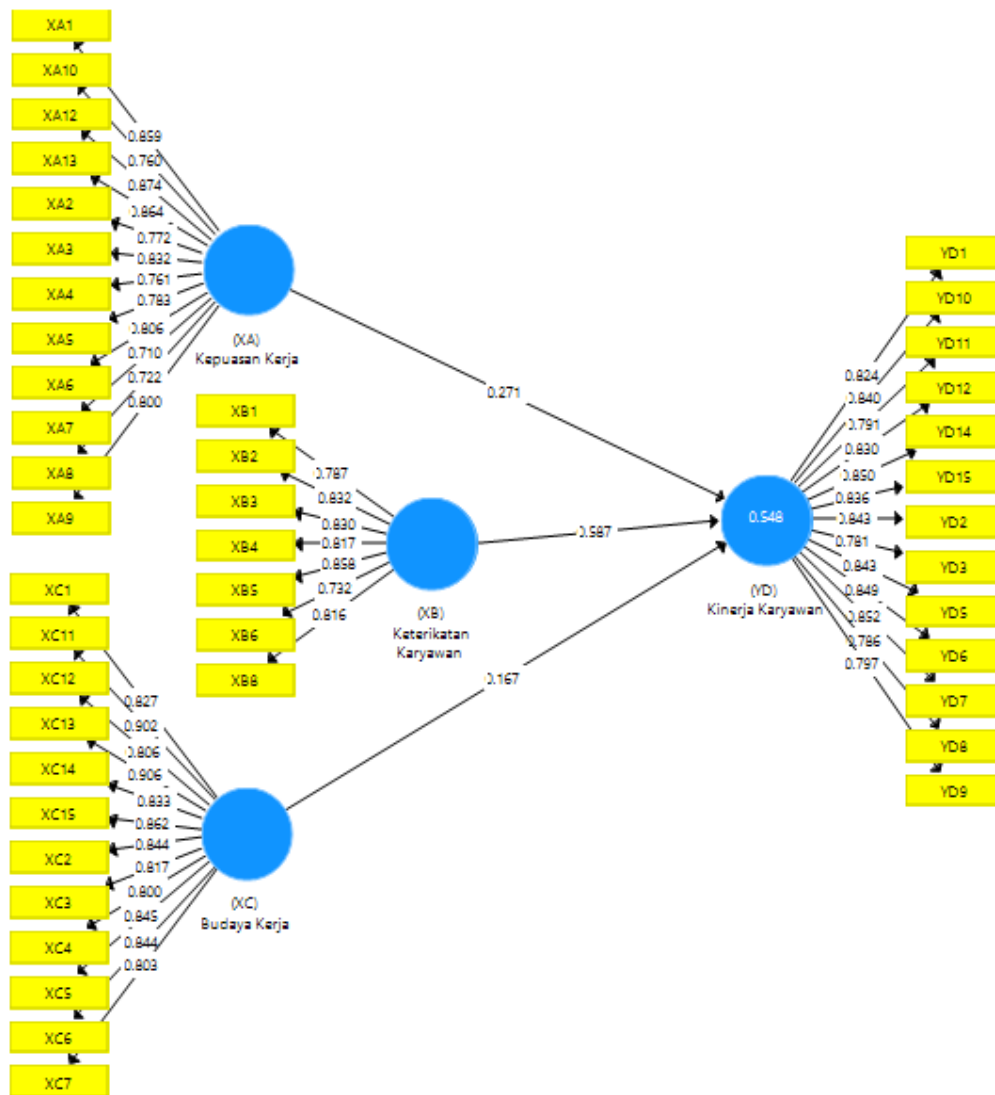 XA1
XA10
XA12
XA13
XA2
XA3
XA4
XA5
XA6
XA7
XA8
XA9
0.859
0.760
0.874
0.864
0.772
0.832
0.761
0.783
0.806
0.710
0.722
0.800
(XA)
Kepuasan Kerja
0.271
XB1
XB2
XB3
XB4
XB5
XB6
XB8
0.787
0.832
0.830
0.817
0.858
0.732
0.816
(XB)
Keterikatan
Karyawan
0.587
XC1
XC11
XC12
XC13
XC14
XC15
XC2
XC3
XC4
XC5
XC6
XC7
0.827
0.902
0.806
0.906
0.833
0.862
0.844
0.817
0.800
0.845
0.844
0.803
(XC)
Budaya Kerja
0.167
0.548
(YD)
Kinerja Karyawan
0.824
0.840
0.791
0.830
0.850
0.836
0.843
0.781
0.843
0.849
0.852
0.786
0.797
YD1
YD10
YD11
YD12
YD14
YD15
YD2
YD3
YD5
YD6
YD7
YD8
YD9